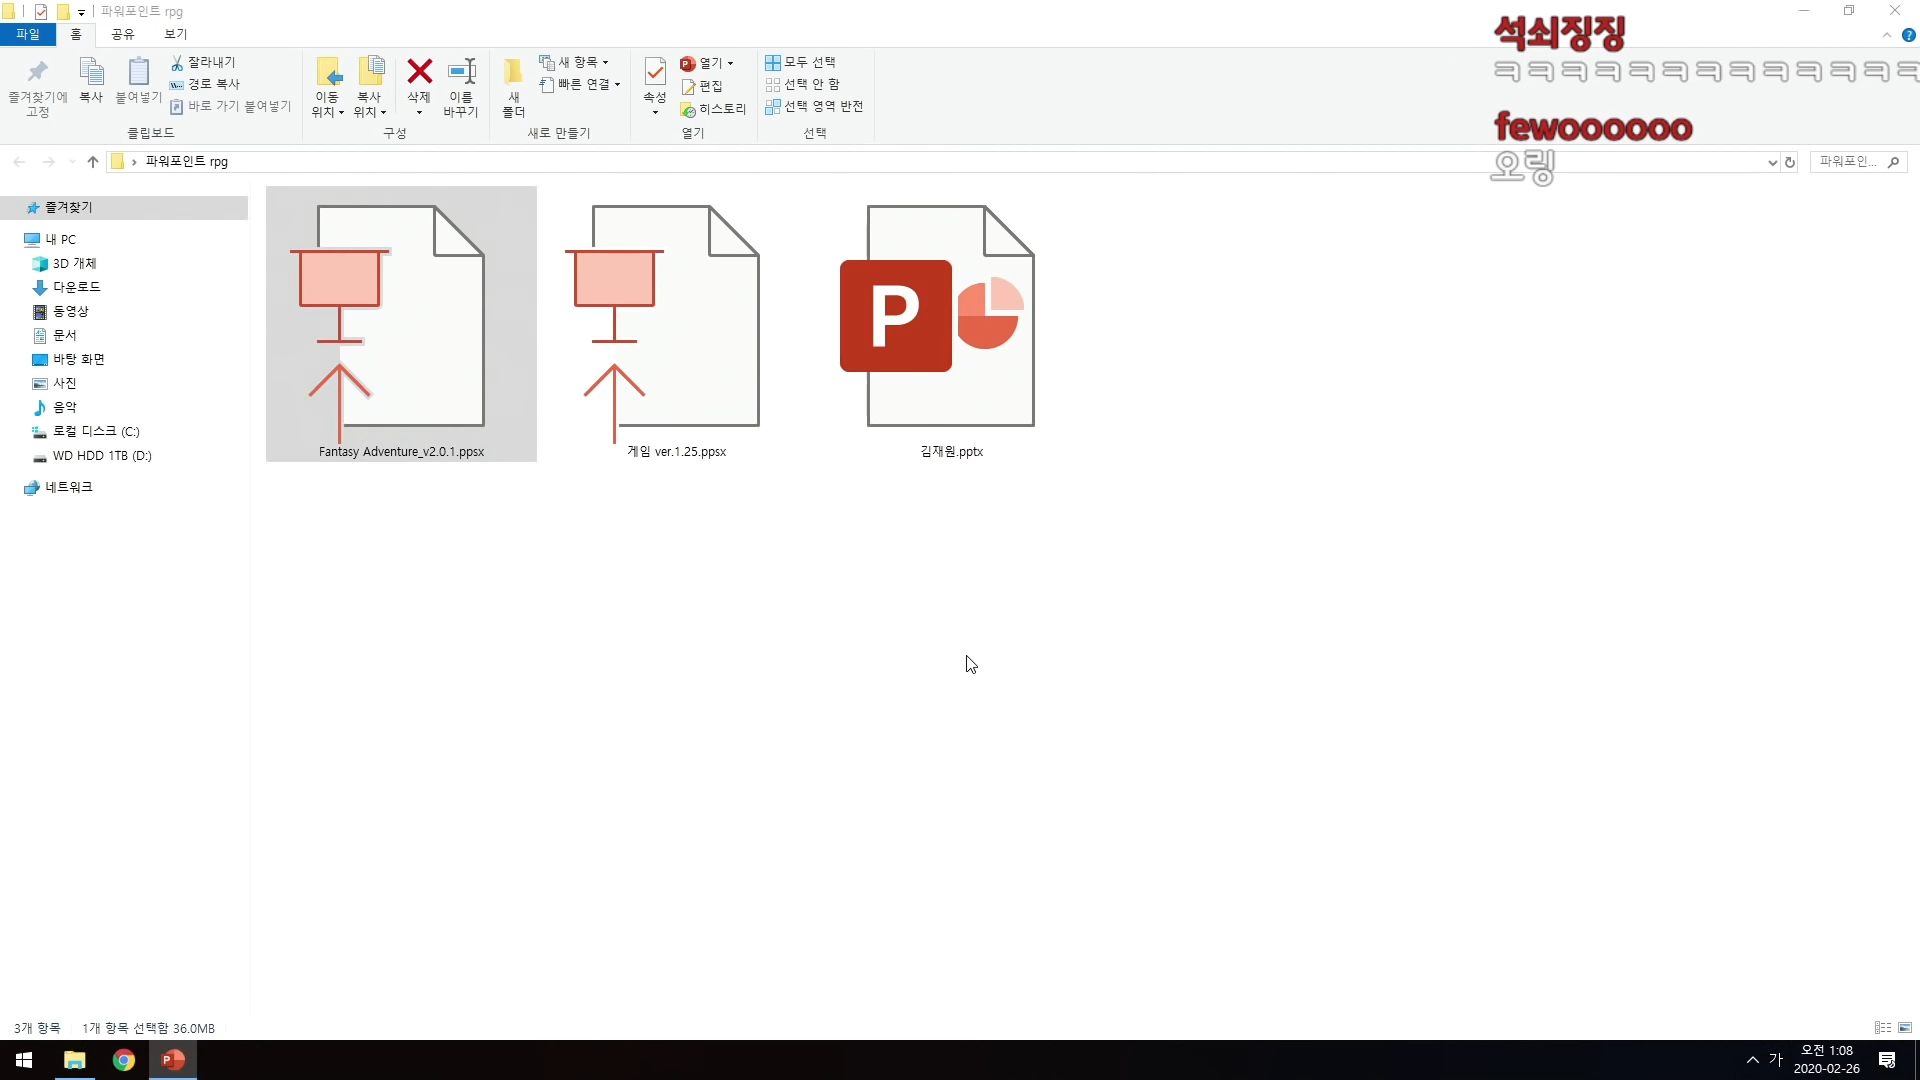 파워포인트 rpg
파일 홈 공유 보기
즐겨찾기에 고정
복사
붙여넣기
잘라내기
경로 복사
바로 가기 붙여넣기
클립보드
이동 위치
복사 위치
삭제
이름 바꾸기
구성
새 폴더
새 항목
빠른 연결
새로 만들기
속성
열기
편집
히스토리
열기
모두 선택
선택 안 함
선택 영역 반전
선택
석쇠징징
ㅋㅋㅋㅋㅋㅋㅋㅋㅋㅋㅋㅋㅋ
fewoooooo
오링
파워포인트 rpg
파워포인...
즐겨찾기
내 PC
3D 개체
다운로드
동영상
문서
바탕 화면
사진
음악
로컬 디스크 (C:)
WD HDD 1TB (D:)
네트워크
P
Fantasy Adventure_v2.0.1.ppsx
게임 ver.1.25.ppsx
김재원.pptx
3개 항목 1개 항목 선택함 36.0MB
가
오전 1:08
2020-02-26